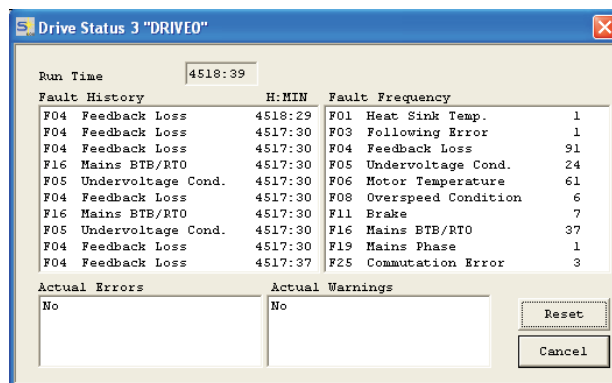 Drive Status 3 "DRIVE0"
Run Time 4518:39
Fault History H:MIN Fault Frequency
F04 Feedback Loss 4518:29 F01 Heat Sink Temp. 1
F04 Feedback Loss 4517:30 F03 Following Error 1
F04 Feedback Loss 4517:30 F04 Feedback Loss 91
F16 Mains BTB/RTO 4517:30 F05 Undervoltage Cond. 24
F05 Undervoltage Cond. 4517:30 F06 Motor Temperature 61
F04 Feedback Loss 4517:30 F08 Overspeed Condition 6
F16 Mains BTB/RTO 4517:30 F11 Brake 7
F05 Undervoltage Cond. 4517:30 F16 Mains BTB/RTO 37
F04 Feedback Loss 4517:30 F19 Mains Phase 1
F04 Feedback Loss 4517:37 F25 Commutation Error 3
Actual Errors Actual Warnings
No No
Reset
Cancel